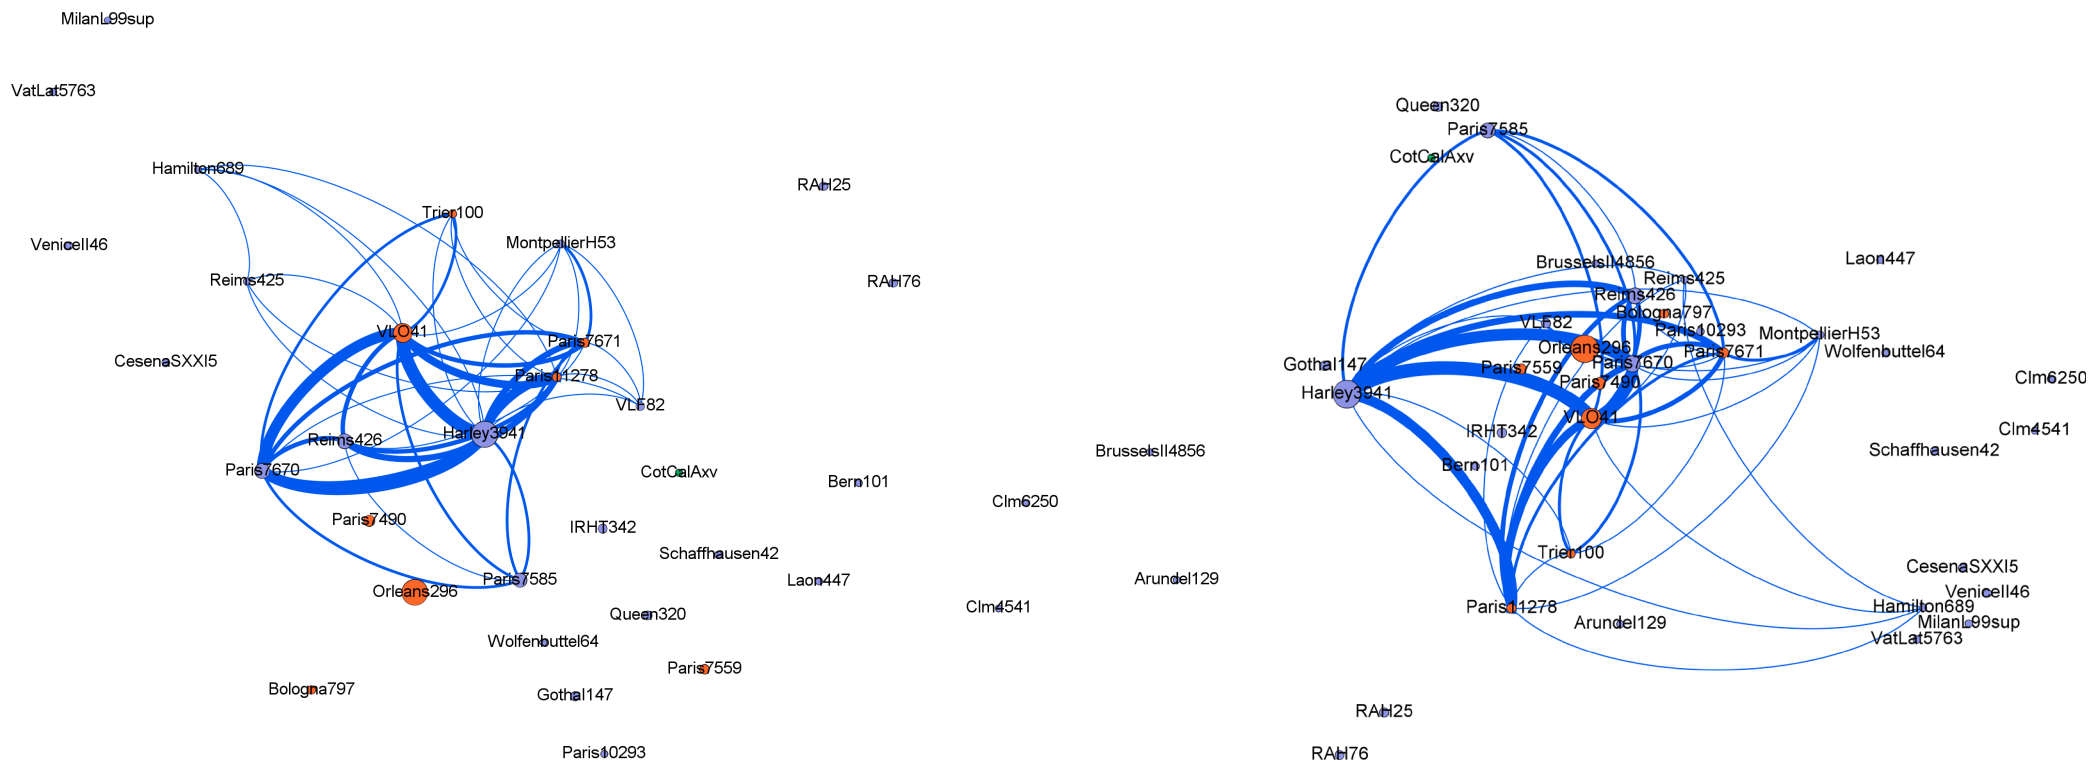 MilanL99sup
VatLat5763
Hamilton689
Trier100
MontpellierH53
VeniceII46
Reims425
VLO41
Paris7671
CesenaSXXI5
Paris11278
VLF82
Harley3941
Reims426
Paris7670
CotCalAxv
Paris7490
IRHT342
Schaffhausen42
Paris7585
Orleans296
Queen320
Wolfenbuttel64
Paris7559
Bologna797
GothaI147
Paris10293
RAH25
RAH76
Bern101
Laon447
BrusselsII4856
Clm6250
Arundel129
Clm4541
Queen320
Paris7585
CotCalAxv
BrusselsII4856
Reims425
Reims426
Bologna797
VLF82
Paris10293
MontpellierH53
Orleans296
Paris7671
Wolfenbuttel64
GothaI147
Paris7559
Paris7670
Paris7490
Harley3941
VLO41
IRHT342
Bern101
Laon447
Clm6250
Clm4541
Schaffhausen42
Trier100
Paris11278
Arundel129
CesenaSXXI5
VeniceII46
Hamilton689
MilanL99sup
VatLat5763
RAH25
RAH76